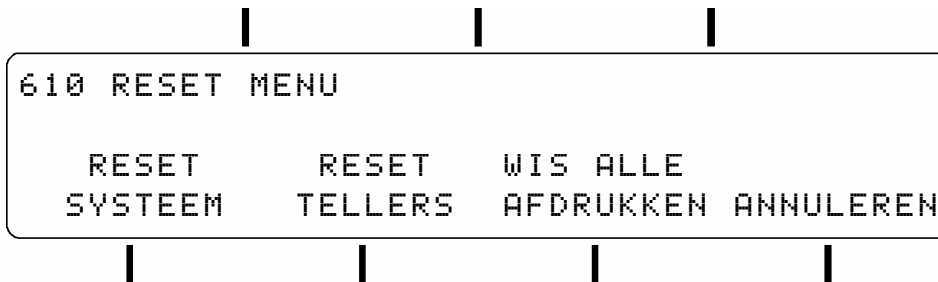 610 RESET MENU
RESET RESET WIS ALLE
SYSTEEM TELLERS AFDRUKKEN ANNULEREN